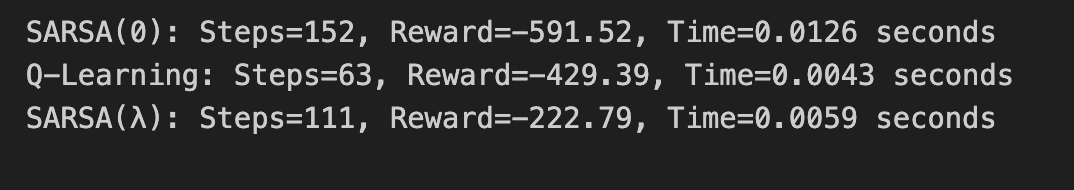 SARSA(0): Steps=152, Reward=-591.52, Time=0.0126 seconds
Q-Learning: Steps=63, Reward=-429.39, Time=0.0043 seconds
SARSA(λ): Steps=111, Reward=-222.79, Time=0.0059 seconds